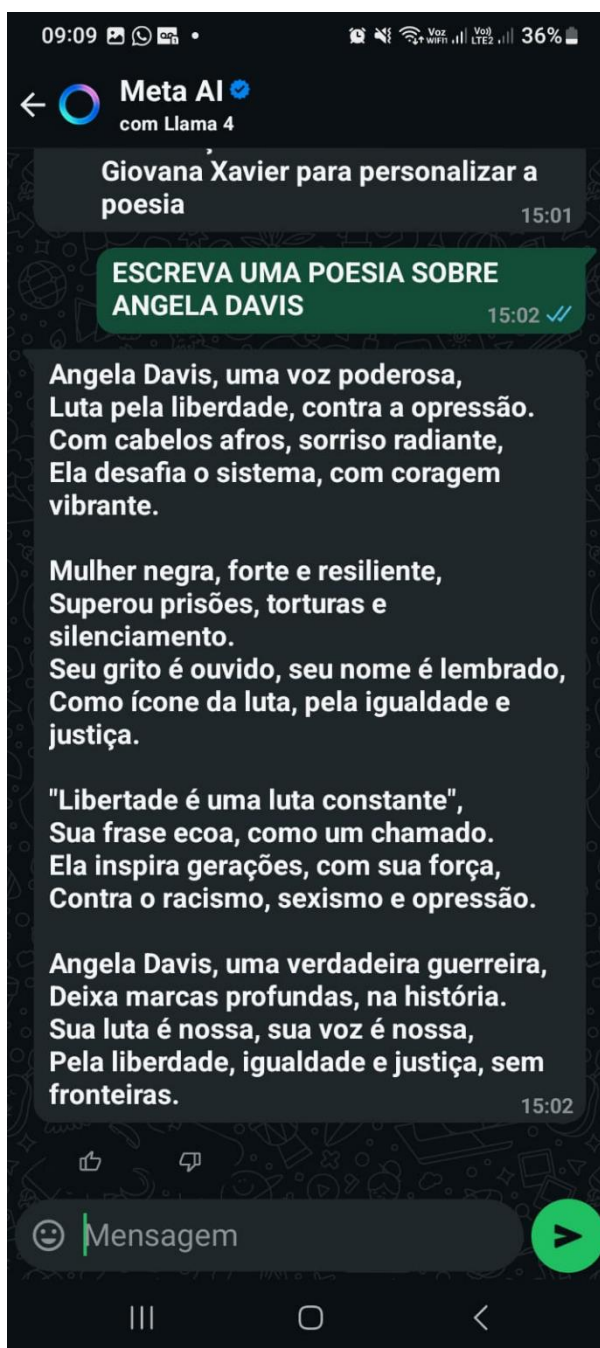 09:09
Voz WiFi Vo) LTE2 36%
Meta AI
com Llama 4
Giovana Xavier para personalizar a
poesia
15:01
ESCREVA UMA POESIA SOBRE
ANGELA DAVIS
15:02
Angela Davis, uma voz poderosa,
Luta pela liberdade, contra a opressão.
Com cabelos afros, sorriso radiante,
Ela desafia o sistema, com coragem
vibrante.
Mulher negra, forte e resiliente,
Superou prisões, torturas e
silenciamento.
Seu grito é ouvido, seu nome é lembrado,
Como ícone da luta, pela igualdade e
justiça.
"Libertade é uma luta constante",
Sua frase ecoa, como um chamado.
Ela inspira gerações, com sua força,
Contra o racismo, sexismo e opressão.
Angela Davis, uma verdadeira guerreira,
Deixa marcas profundas, na história.
Sua luta é nossa, sua voz é nossa,
Pela liberdade, igualdade e justiça, sem
fronteiras.
15:02
Mensagem